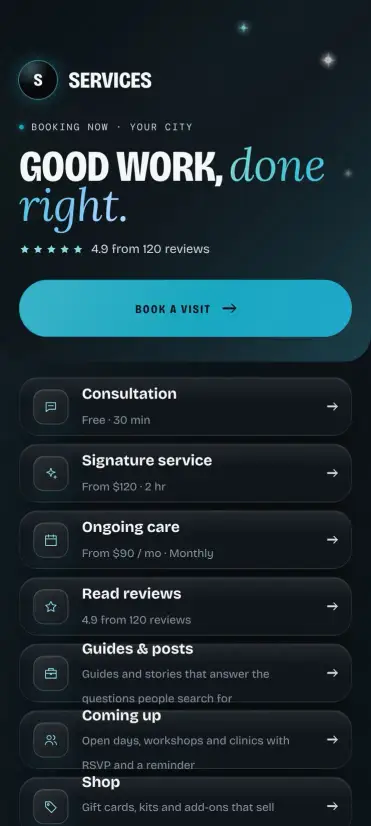 S
SERVICES
BOOKING NOW · YOUR CITY
GOOD WORK, done
right.
★★★★★ 4.9 from 120 reviews
BOOK A VISIT →
Consultation
Free · 30 min
→
Signature service
From $120 · 2 hr
→
Ongoing care
From $90 / mo · Monthly
→
Read reviews
4.9 from 120 reviews
→
Guides & posts
Guides and stories that answer the
questions people search for
→
Coming up
Open days, workshops and clinics with
RSVP and a reminder
→
Shop
Gift cards, kits and add-ons that sell
→